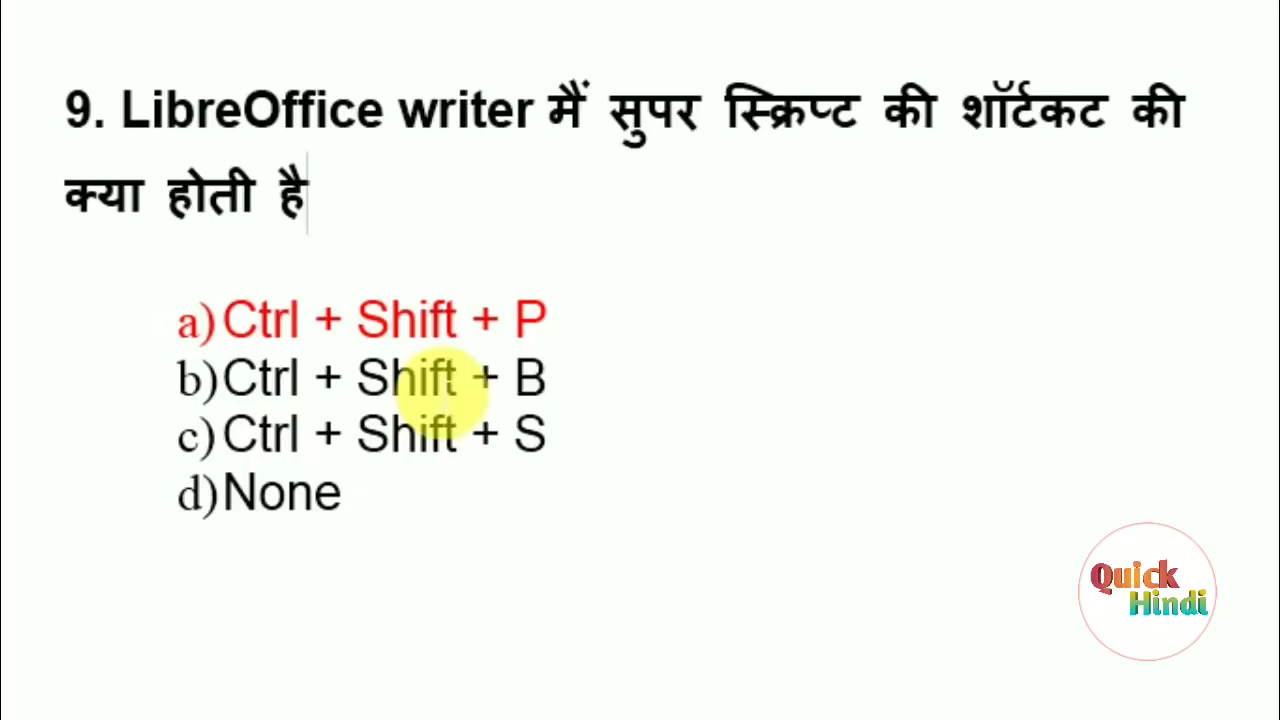 9. LibreOffice writer मैं सुपर स्क्रिप्ट की शॉर्टकट की
क्या होती है
a) Ctrl + Shift + P
b) Ctrl + Shift + B
c) Ctrl + Shift + S
d) None
Quick
Hindi